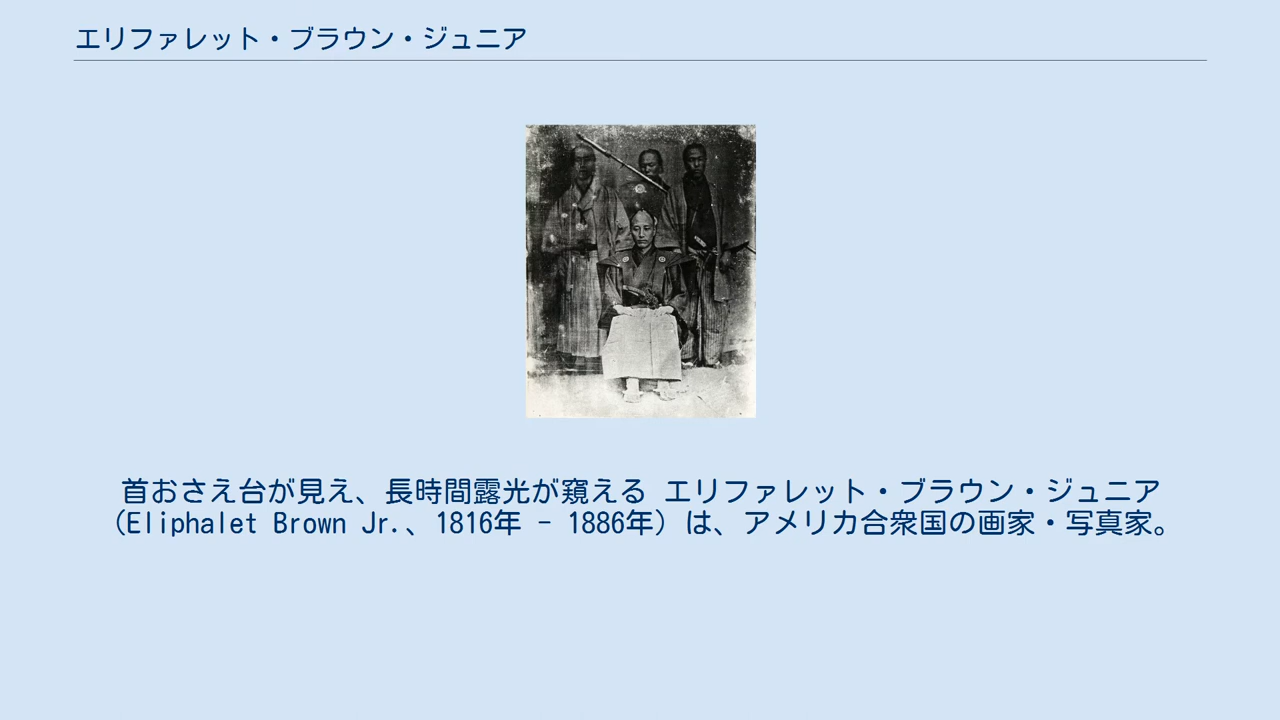 エリファレット・ブラウン・ジュニア
首おさえ台が見え、長時間露光が窺える エリファレット・ブラウン・ジュニア
（Eliphalet Brown Jr.、1816年 - 1886年）は、アメリカ合衆国の画家・写真家。